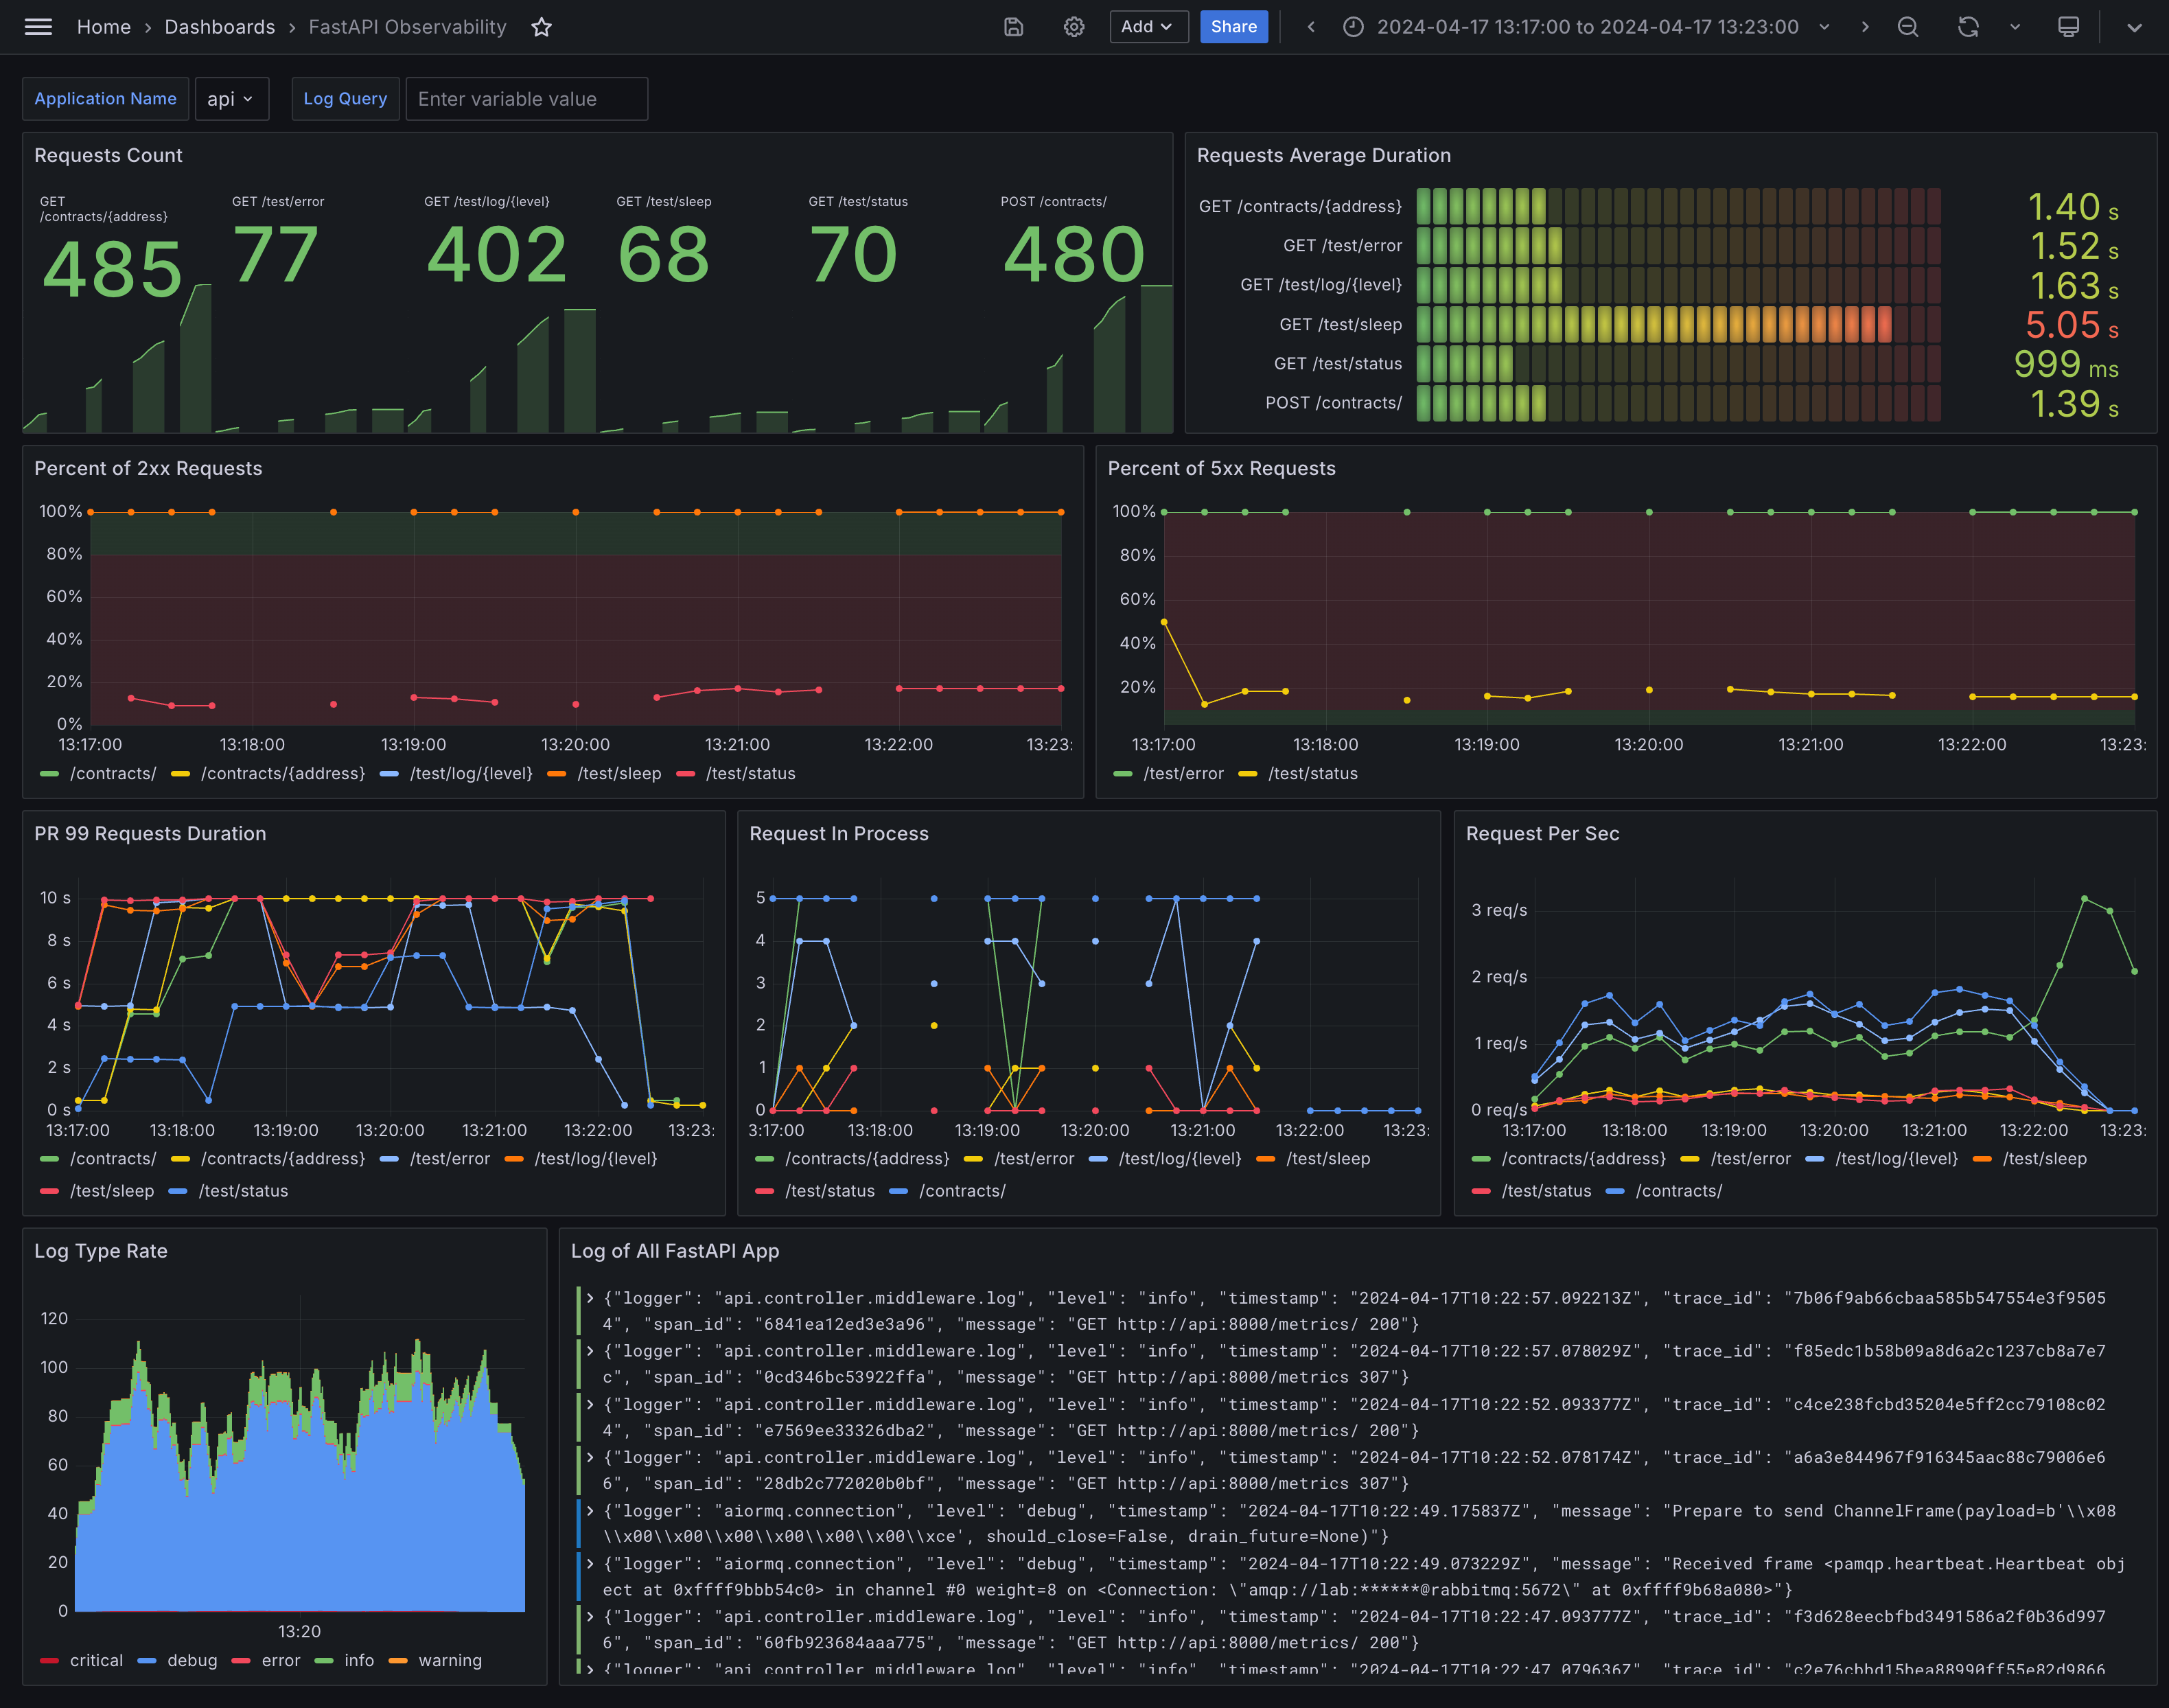 Home › Dashboards › FastAPI Observability
Add
Share
2024-04-17 13:17:00 to 2024-04-17 13:23:00
Application Name
api
Log Query
Enter variable value
Requests Count
GET
/contracts/{address}
485
GET /test/error
77
GET /test/log/{level}
402
GET /test/sleep
68
GET /test/status
70
POST /contracts/
480
Requests Average Duration
GET /contracts/{address} 1.40 s
GET /test/error 1.52 s
GET /test/log/{level} 1.63 s
GET /test/sleep 5.05 s
GET /test/status 999 ms
POST /contracts/ 1.39 s
Percent of 2xx Requests
100%
80%
60%
40%
20%
0%
13:17:00 13:18:00 13:19:00 13:20:00 13:21:00 13:22:00 13:23:
/contracts/ /contracts/{address} /test/log/{level} /test/sleep /test/status
Percent of 5xx Requests
100%
80%
60%
40%
20%
13:17:00 13:18:00 13:19:00 13:20:00 13:21:00 13:22:00 13:23:
/test/error /test/status
PR 99 Requests Duration
10 s
8 s
6 s
4 s
2 s
0 s
13:17:00 13:18:00 13:19:00 13:20:00 13:21:00 13:22:00 13:23:
/contracts/ /contracts/{address} /test/error /test/log/{level}
/test/sleep /test/status
Request In Process
5
4
3
2
1
0
3:17:00 13:18:00 13:19:00 13:20:00 13:21:00 13:22:00 13:23:
/contracts/{address} /test/error /test/log/{level} /test/sleep
/test/status /contracts/
Request Per Sec
3 req/s
2 req/s
1 req/s
0 req/s
13:17:00 13:18:00 13:19:00 13:20:00 13:21:00 13:22:00 13:23:
/contracts/{address} /test/error /test/log/{level} /test/sleep
/test/status /contracts/
Log Type Rate
120
100
80
60
40
20
0
13:20
critical debug error info warning
Log of All FastAPI App
{"logger": "api.controller.middleware.log", "level": "info", "timestamp": "2024-04-17T10:22:57.092213Z", "trace_id": "7b06f9ab66cbaa585b547554e3f9505
4", "span_id": "6841ea12ed3e3a96", "message": "GET http://api:8000/metrics/ 200"}
{"logger": "api.controller.middleware.log", "level": "info", "timestamp": "2024-04-17T10:22:57.078029Z", "trace_id": "f85edc1b58b09a8d6a2c1237cb8a7e7
c", "span_id": "0cd346bc53922ffa", "message": "GET http://api:8000/metrics 307"}
{"logger": "api.controller.middleware.log", "level": "info", "timestamp": "2024-04-17T10:22:52.093377Z", "trace_id": "c4ce238fcbd35204e5ff2cc79108c02
4", "span_id": "e7569ee33326dba2", "message": "GET http://api:8000/metrics/ 200"}
{"logger": "api.controller.middleware.log", "level": "info", "timestamp": "2024-04-17T10:22:52.078174Z", "trace_id": "a6a3e844967f916345aac88c79006e6
6", "span_id": "28db2c772020b0bf", "message": "GET http://api:8000/metrics 307"}
{"logger": "aiormq.connection", "level": "debug", "timestamp": "2024-04-17T10:22:49.175837Z", "message": "Prepare to send ChannelFrame(payload=b'\\x08
\\x00\\x00\\x00\\x00\\x00\\x00\\xce', should_close=False, drain_future=None)"}
{"logger": "aiormq.connection", "level": "debug", "timestamp": "2024-04-17T10:22:49.073229Z", "message": "Received frame <pamqp.heartbeat.Heartbeat obj
ect at 0xffff9bbb54c0> in channel #0 weight=8 on <Connection: \"amqp://lab:******@rabbitmq:5672\" at 0xffff9b68a080>"}
{"logger": "api.controller.middleware.log", "level": "info", "timestamp": "2024-04-17T10:22:47.093777Z", "trace_id": "f3d628eecbfbd3491586a2f0b36d997
6", "span_id": "60fb923684aaa775", "message": "GET http://api:8000/metrics/ 200"}
{"logger": "api.controller.middleware.log", "level": "info", "timestamp": "2024-04-17T10:22:47.079636Z", "trace_id": "c2e76cbbd15bea88990ff55e82d9866